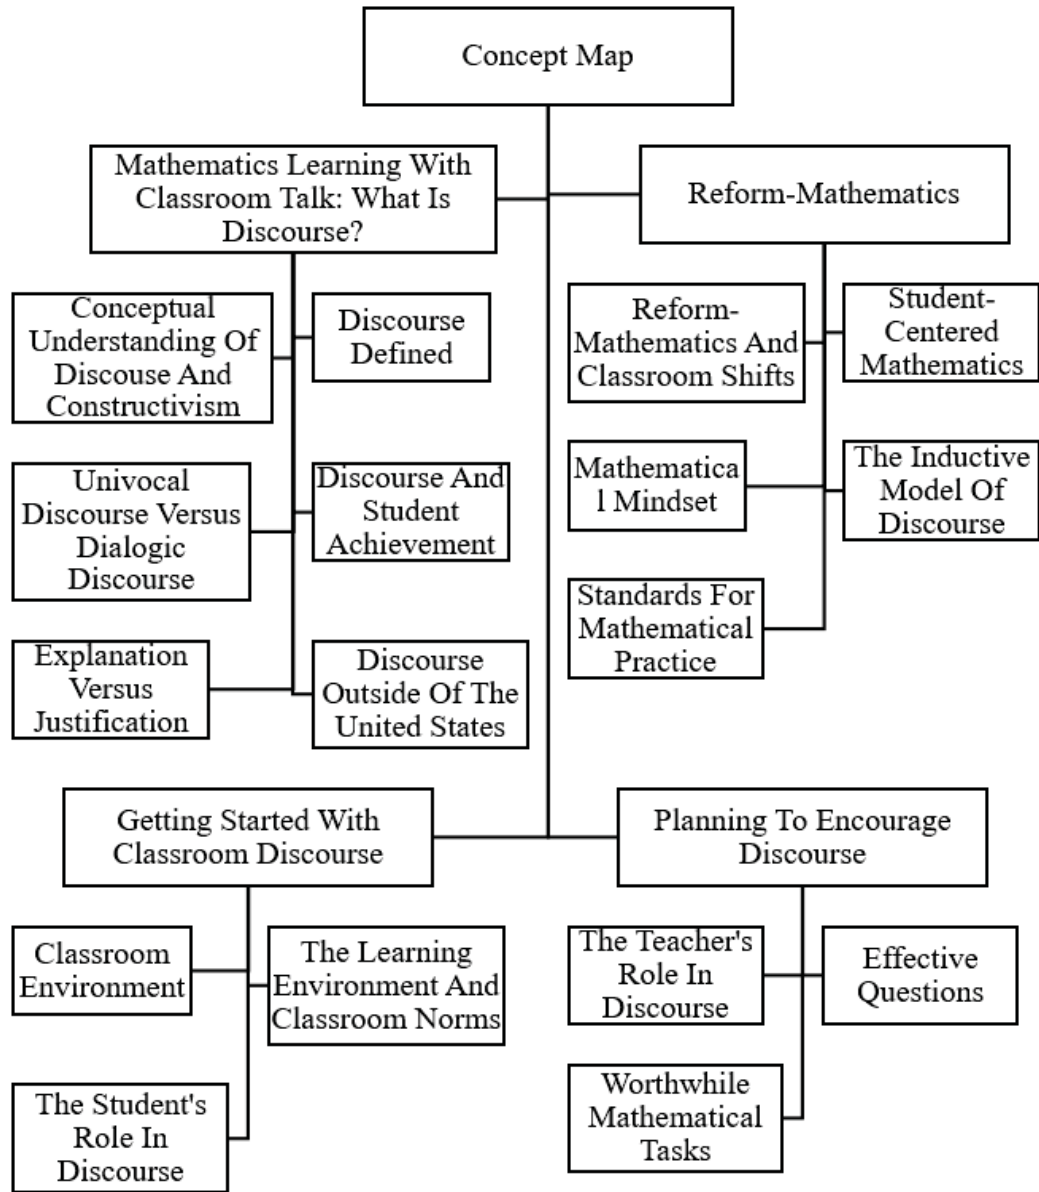 Concept Map
Mathematics Learning With
Classroom Talk: What Is
Discourse?
Reform-Mathematics
Conceptual
Understanding Of
Discouse And
Constructivism
Discourse
Defined
Reform-
Mathematics And
Classroom Shifts
Student-
Centered
Mathematics
Univocal
Discourse Versus
Dialogic
Discourse
Discourse And
Student
Achievement
Mathematica
l Mindset
The Inductive
Model Of
Discourse
Explanation
Versus
Justification
Discourse
Outside Of The
United States
Standards For
Mathematical
Practice
Getting Started With
Classroom Discourse
Planning To Encourage
Discourse
Classroom
Environment
The Learning
Environment And
Classroom Norms
The Teacher's
Role In
Discourse
Effective
Questions
The Student's
Role In
Discourse
Worthwhile
Mathematical
Tasks